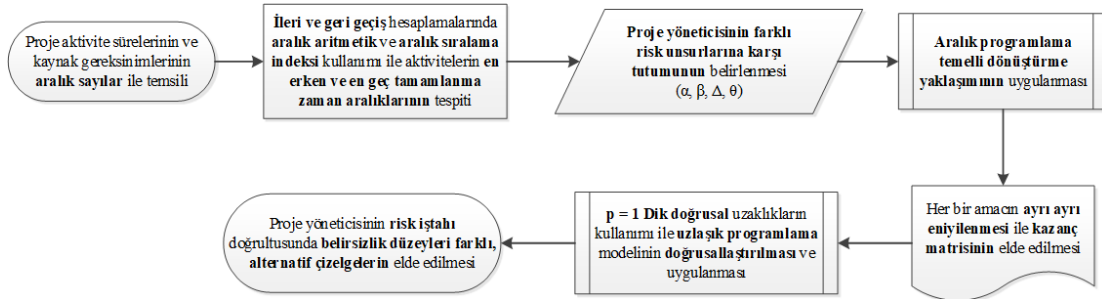 Proje aktivite sürelerinin ve
kaynak gereksinimlerinin
aralık sayılar ile temsili
İleri ve geri geçiş hesaplamalarında
aralık aritmetik ve aralık sıralama
indeksi kullanımı ile aktivitelerin en
erken ve en geç tamamlanma
zaman aralıklarının tespiti
Proje yöneticisinin farklı
risk unsurlarına karşı
tutumunun belirlenmesi
(α, β, Δ, θ)
Aralık programlama
temelli dönüştürme
yaklaşımının uygulanması
Her bir amacın ayrı ayrı
eniyilenmesi ile kazanç
matrisinin elde edilmesi
p = 1 Dik doğrusal uzaklıkların
kullanımı ile uzlaşık programlama
modelinin doğrusallaştırılması ve
uygulanması
Proje yöneticisinin risk iştahı
doğrultusunda belirsizlik düzeyleri farklı,
alternatif çizelgelerin elde edilmesi